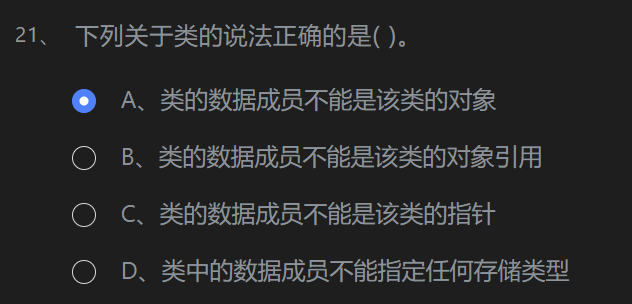 21、 下列关于类的说法正确的是( )。
A、类的数据成员不能是该类的对象
B、类的数据成员不能是该类的对象引用
C、类的数据成员不能是该类的指针
D、类中的数据成员不能指定任何存储类型